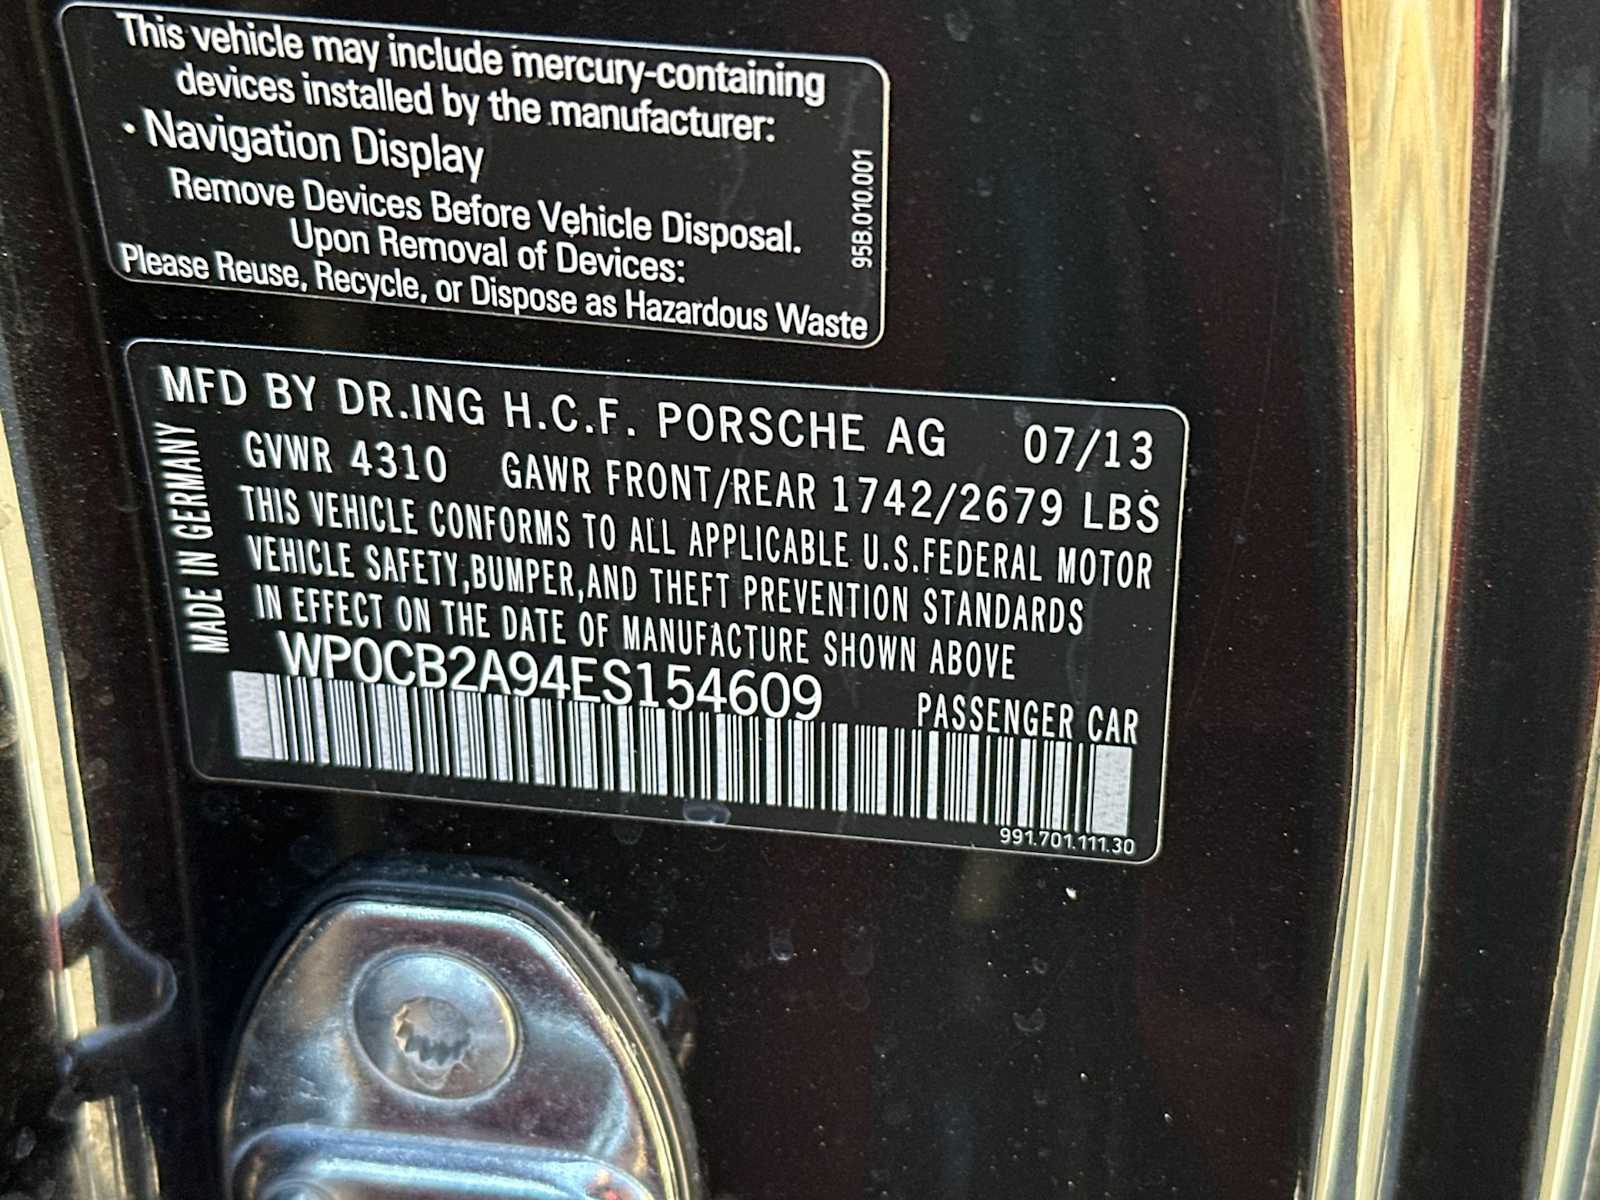 This vehicle may include mercury-containing
devices installed by the manufacturer:
• Navigation Display
Remove Devices Before Vehicle Disposal.
Upon Removal of Devices:
Please Reuse, Recycle, or Dispose as Hazardous Waste
95B.010.001
MFD BY DR.ING H.C.F. PORSCHE AG 07/13
GVWR 4310 GAWR FRONT/REAR 1742/2679 LBS
THIS VEHICLE CONFORMS TO ALL APPLICABLE U.S.FEDERAL MOTOR
VEHICLE SAFETY,BUMPER,AND THEFT PREVENTION STANDARDS
IN EFFECT ON THE DATE OF MANUFACTURE SHOWN ABOVE
MADE IN GERMANY
WP0CB2A94ES154609
PASSENGER CAR
991.701.111.30